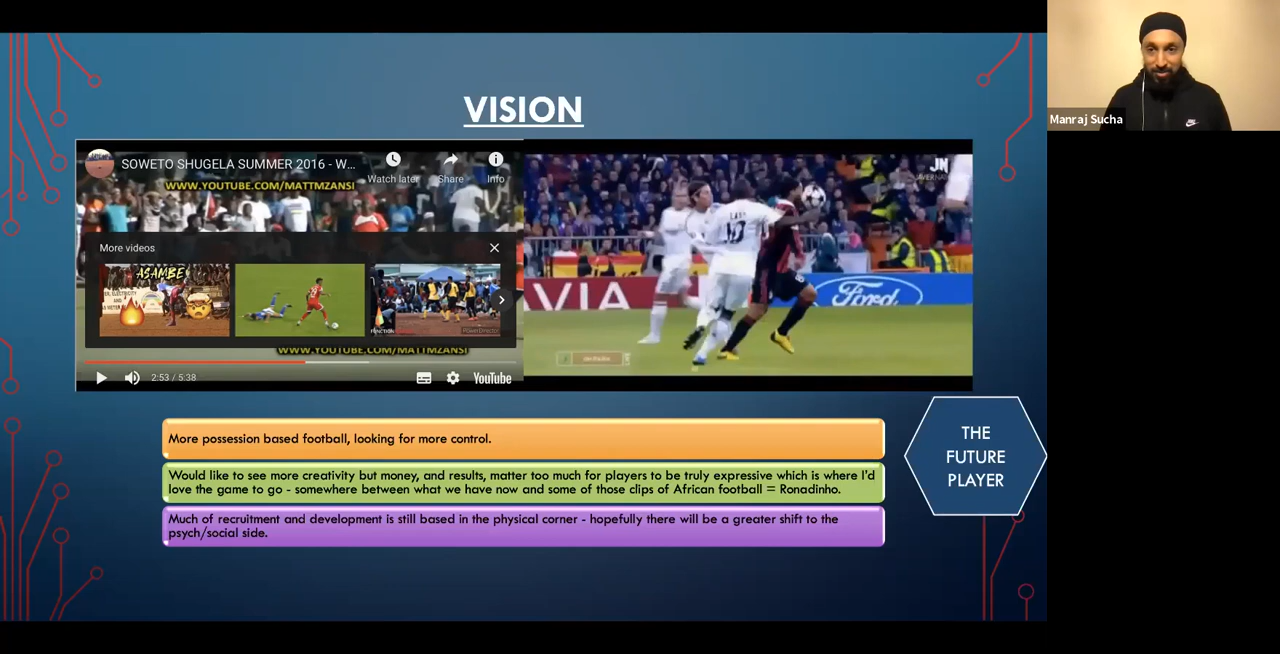 VISION
SOWETO SHUGELA SUMMER 2016 - W...
Watch later
Share
Info
WWW.YOUTUBE.COM/MATTMZANSI
More videos
ASAMBE
WWW.YOUTUBE.COM/MATTMZANSI
2:53 / 5:38
YouTube
JN
10
AVIA
Ford
More possession based football, looking for more control.
Would like to see more creativity but money, and results, matter too much for players to be truly expressive which is where I'd
love the game to go - somewhere between what we have now and some of those clips of African football = Ronadinho.
Much of recruitment and development is still based in the physical corner - hopefully there will be a greater shift to the
psych/social side.
THE
FUTURE
PLAYER
Manraj Sucha